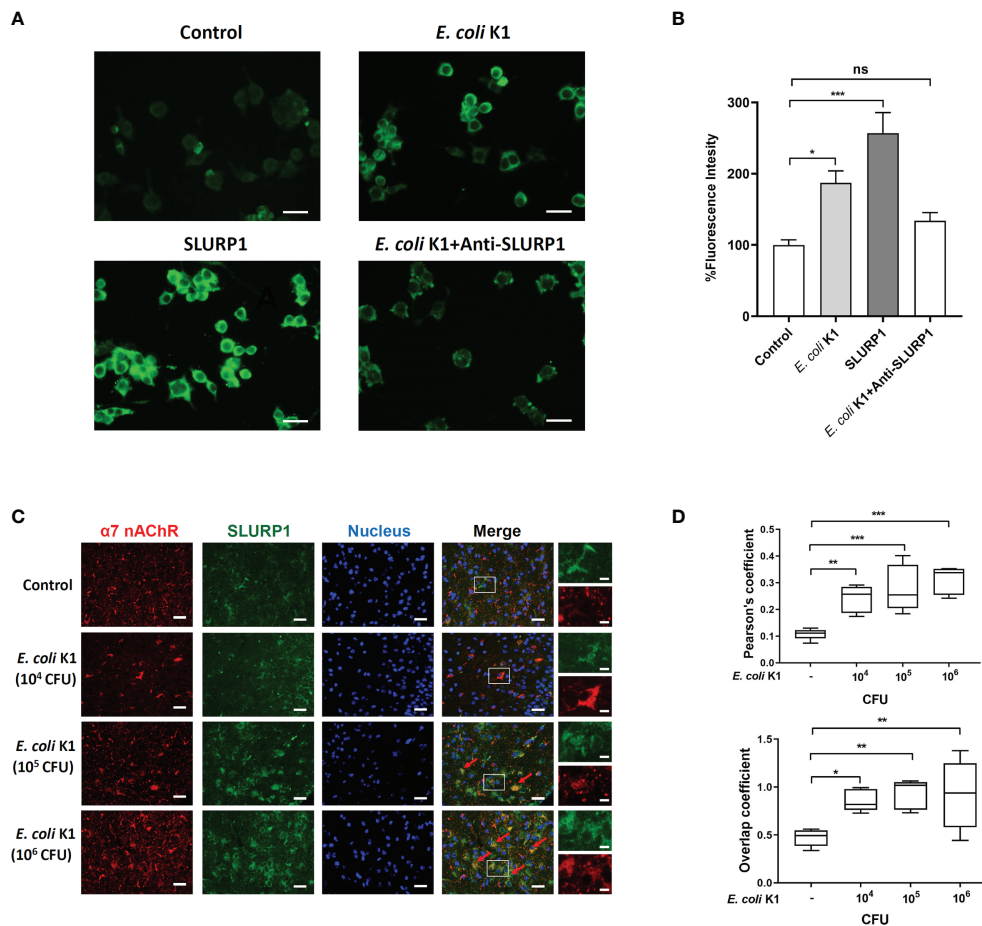 A
Control
E. coli K1
SLURP1
E. coli K1+Anti-SLURP1
A
B
ns
***
*
%Fluorescence Intesity
300
200
100
0
Control
E. coli K1
SLURP1
E. coli K1+Anti-SLURP1
C
α7 nAChR
SLURP1
Nucleus
Merge
Control
E. coli K1
(10⁴ CFU)
E. coli K1
(10⁵ CFU)
E. coli K1
(10⁶ CFU)
D
***
***
**
Pearson's coefficient
0.5
0.4
0.3
0.2
0.1
0.0
E. coli K1 - 10⁴ 10⁵ 10⁶
CFU
**
**
*
Overlap coefficient
1.5
1.0
0.5
0.0
E. coli K1 - 10⁴ 10⁵ 10⁶
CFU